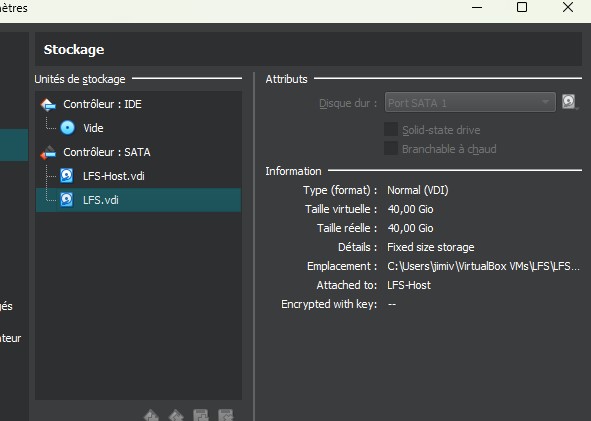 mètres
Stockage
Unités de stockage
Contrôleur : IDE
Vide
Contrôleur : SATA
LFS-Host.vdi
LFS.vdi
Attributs
Disque dur : Port SATA 1
Solid-state drive
Branchable à chaud
Information
Type (format) : Normal (VDI)
Taille virtuelle : 40,00 Gio
Taille réelle : 40,00 Gio
Détails : Fixed size storage
Emplacement : C:\Users\jimiv\VirtualBox VMs\LFS\LFS...
Attached to: LFS-Host
Encrypted with key: --
gés
ateur